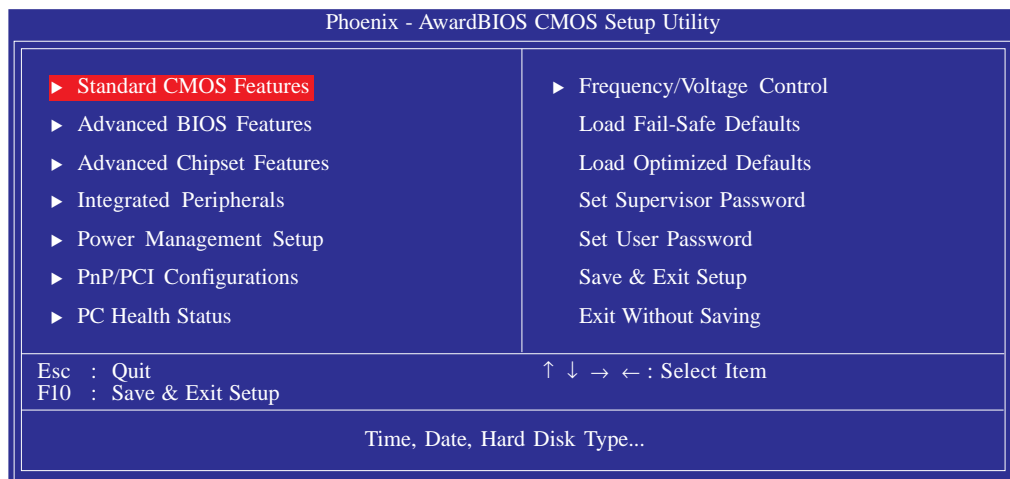 Phoenix - AwardBIOS CMOS Setup Utility
▶ Standard CMOS Features
▶ Advanced BIOS Features
▶ Advanced Chipset Features
▶ Integrated Peripherals
▶ Power Management Setup
▶ PnP/PCI Configurations
▶ PC Health Status
▶ Frequency/Voltage Control
Load Fail-Safe Defaults
Load Optimized Defaults
Set Supervisor Password
Set User Password
Save & Exit Setup
Exit Without Saving
Esc : Quit
F10 : Save & Exit Setup
↑ ↓ → ← : Select Item
Time, Date, Hard Disk Type...